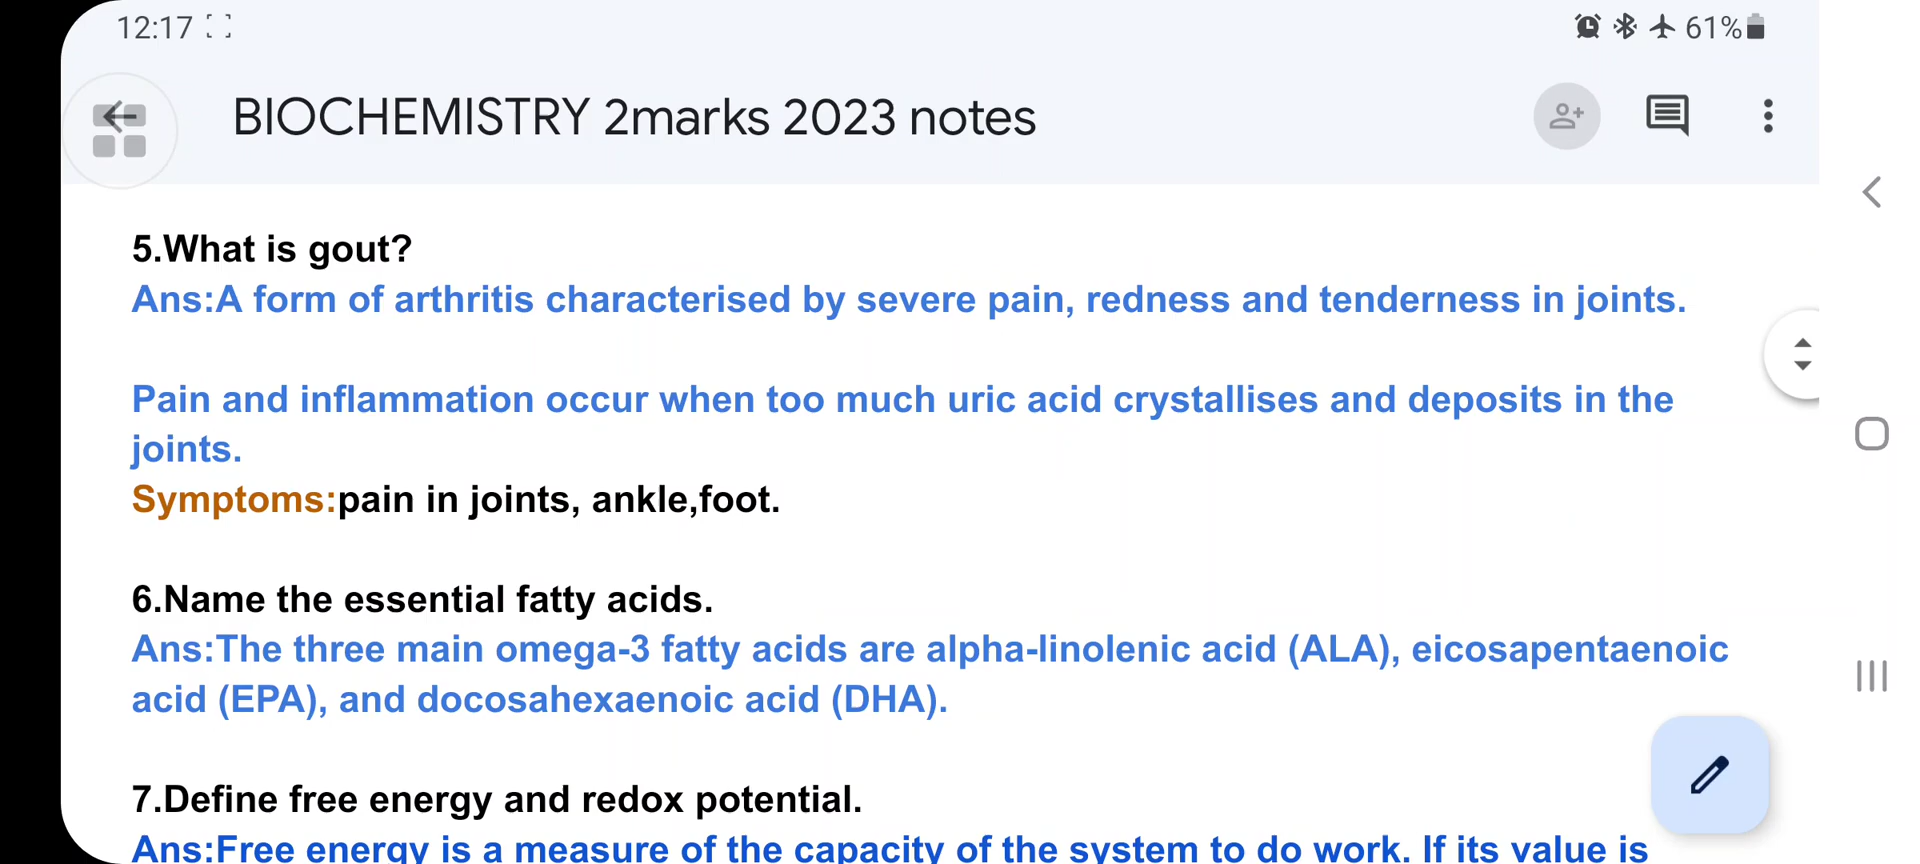 12:17
61%
BIOCHEMISTRY 2marks 2023 notes
5.What is gout?
Ans:A form of arthritis characterised by severe pain, redness and tenderness in joints.
Pain and inflammation occur when too much uric acid crystallises and deposits in the
joints.
Symptoms:pain in joints, ankle,foot.
6.Name the essential fatty acids.
Ans:The three main omega-3 fatty acids are alpha-linolenic acid (ALA), eicosapentaenoic
acid (EPA), and docosahexaenoic acid (DHA).
7.Define free energy and redox potential.
Ans:Free energy is a measure of the capacity of the system to do work. If its value is